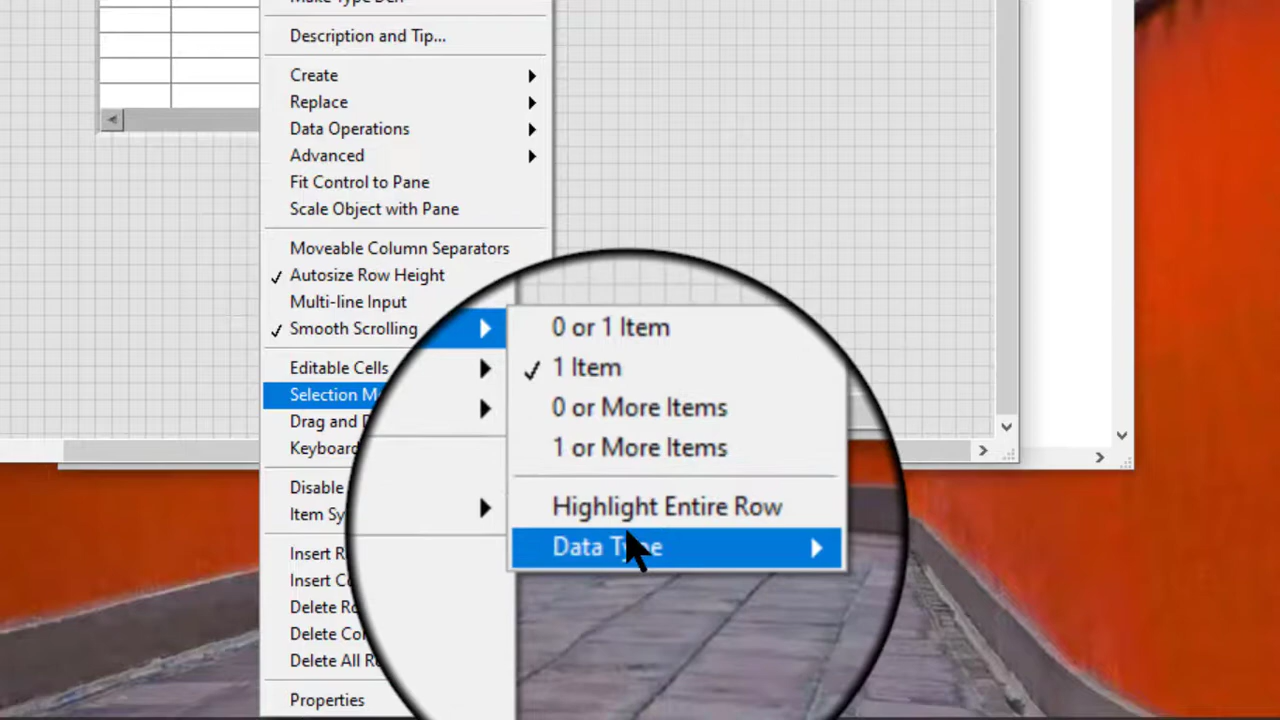 Description and Tip...
Create
Replace
Data Operations
Advanced
Fit Control to Pane
Scale Object with Pane
Moveable Column Separators
Autosize Row Height
Multi-line Input
Smooth Scrolling
Editable Cells
Selection M
Drag and
Keyboard
Disable
Item Sy
Insert
Insert
Delete
Delete
Delete All
Properties
0 or 1 Item
1 Item
0 or More Items
1 or More Items
Highlight Entire Row
Data Type